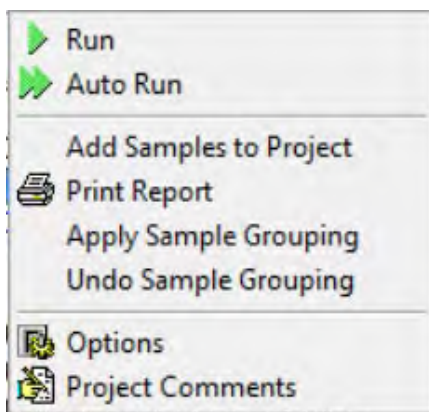 Run
Auto Run
Add Samples to Project
Print Report
Apply Sample Grouping
Undo Sample Grouping
Options
Project Comments